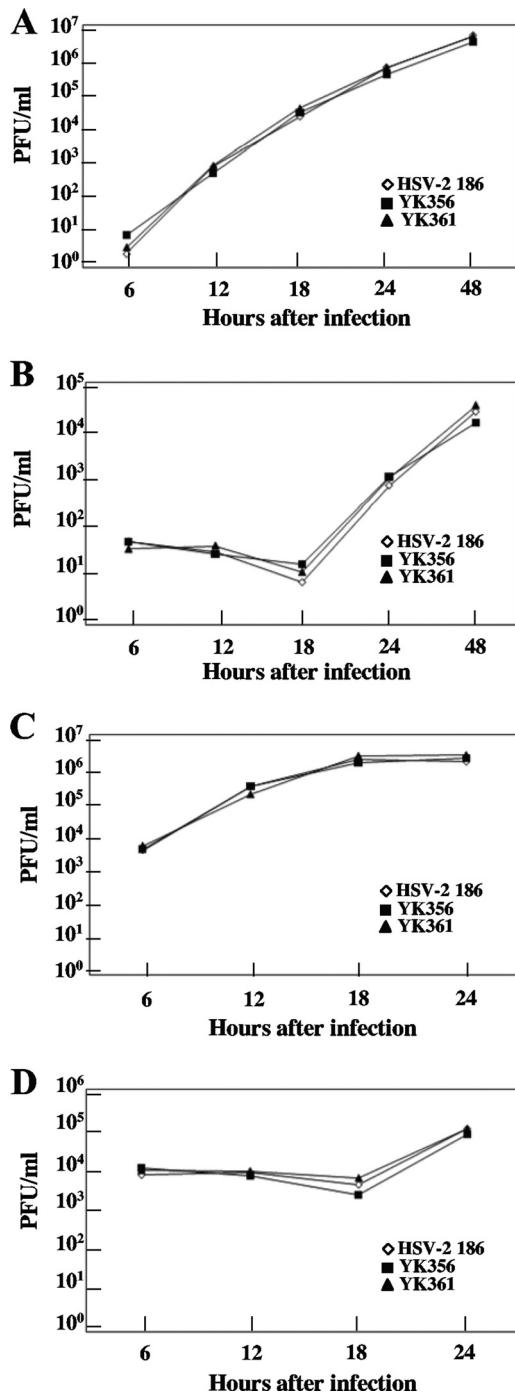 A
10⁷
10⁶
10⁵
10⁴
10³
10²
10¹
10⁰
PFU/ml
HSV-2 186
YK356
YK361
6 12 18 24 48
Hours after infection
B
10⁵
10⁴
10³
10²
10¹
10⁰
PFU/ml
HSV-2 186
YK356
YK361
6 12 18 24 48
Hours after infection
C
10⁷
10⁶
10⁵
10⁴
10³
10²
10¹
10⁰
PFU/ml
HSV-2 186
YK356
YK361
6 12 18 24
Hours after infection
D
10⁶
10⁵
10⁴
10³
10²
10¹
10⁰
PFU/ml
HSV-2 186
YK356
YK361
6 12 18 24
Hours after infection